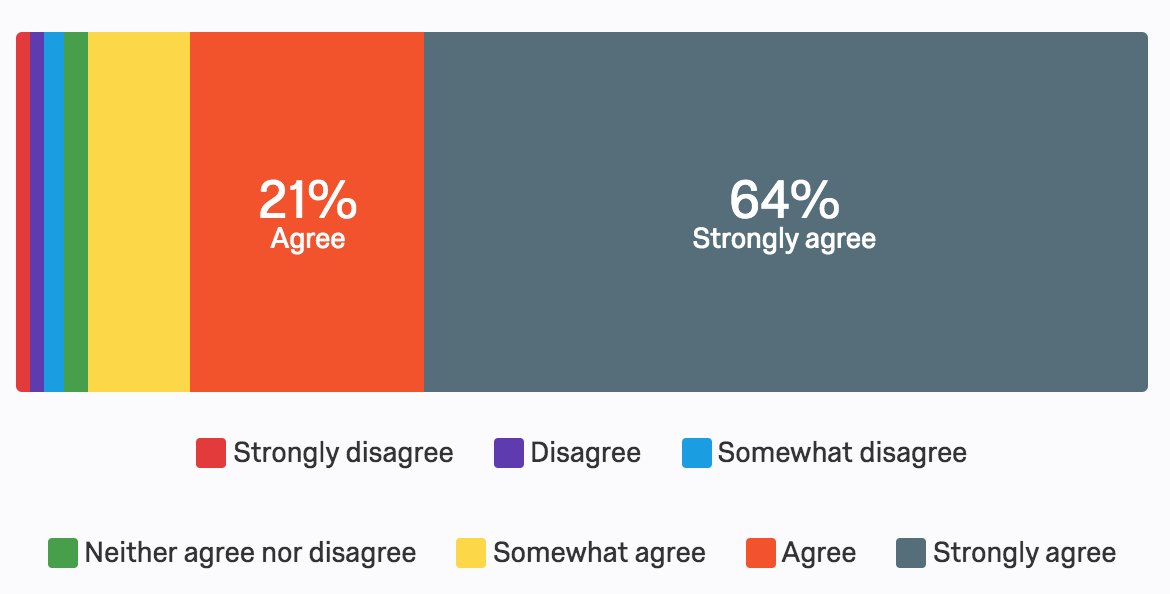 21%
Agree
64%
Strongly agree
Strongly disagree Disagree Somewhat disagree
Neither agree nor disagree Somewhat agree Agree Strongly agree